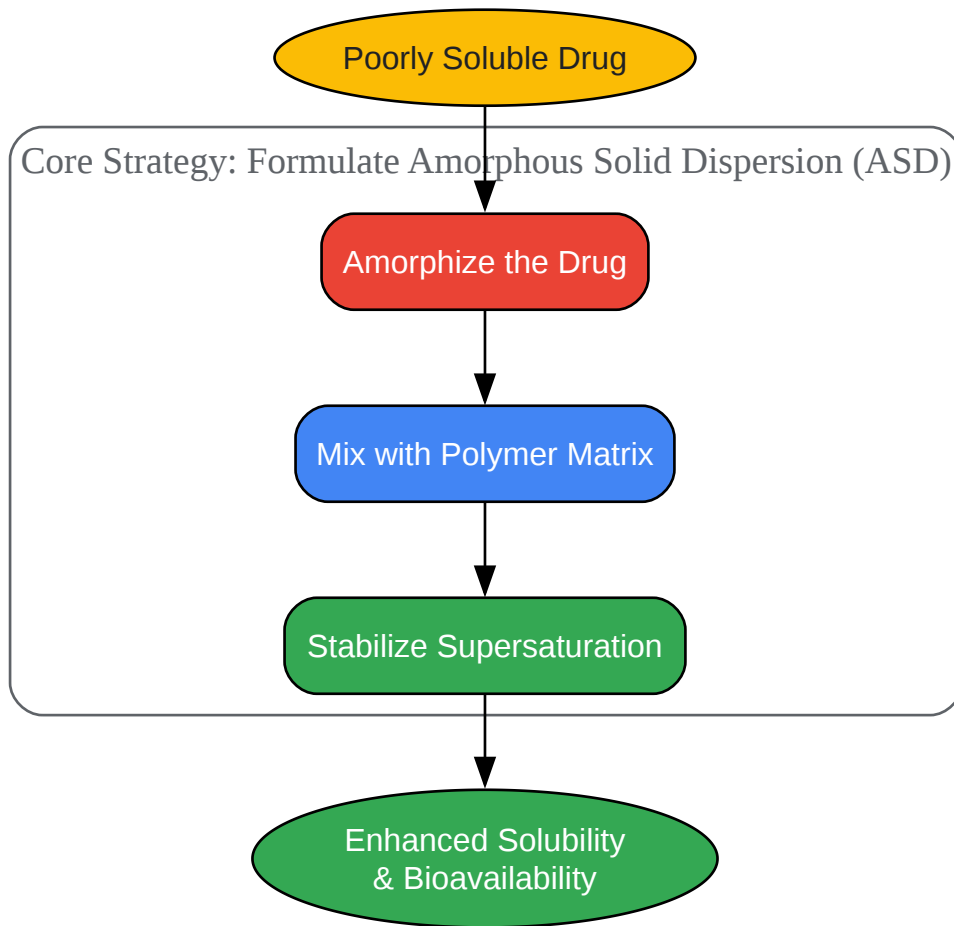 Poorly Soluble Drug
Core Strategy: Formulate Amorphous Solid Dispersion (ASD)
Amorphize the Drug
Mix with Polymer Matrix
Stabilize Supersaturation
Enhanced Solubility
& Bioavailability